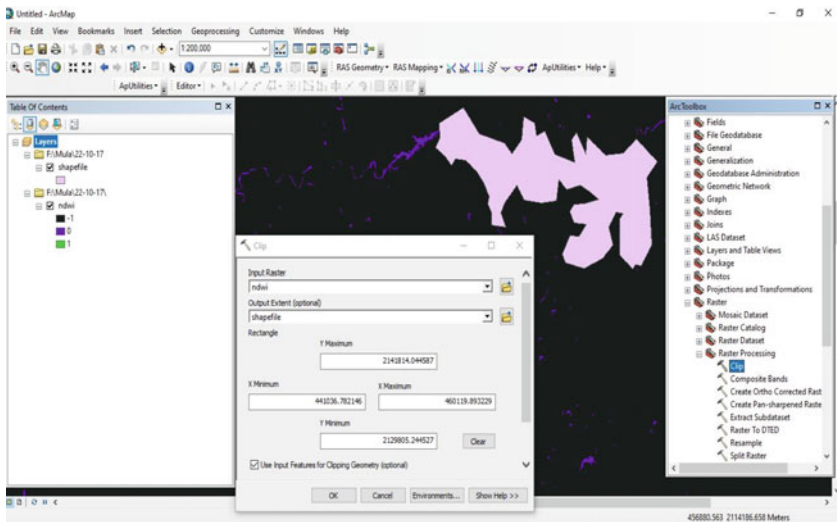 Untitled - ArcMap
File Edit View Bookmarks Insert Selection Geoprocessing Customize Windows Help
1:200,000
RAS Geometry RAS Mapping ApUtilities Help
ApUtilities Editor
Table Of Contents
Layers
F:\Mula\22-10-17
shapefile
F:\Mula\22-10-17\
ndwi
-1
0
1
Clip
Input Raster
ndwi
Output Extent (optional)
shapefile
Rectangle
Y Maximum
2141814.044587
X Minimum
X Maximum
441036.782146
460119.893229
Y Minimum
2129805.244527
Clear
Use Input Features for Clipping Geometry (optional)
OK
Cancel
Environments...
Show Help >>
ArcToolbox
Fields
File Geodatabase
General
Generalization
Geodatabase Administration
Geometric Network
Graph
Indexes
Joins
LAS Dataset
Layers and Table Views
Package
Photos
Projections and Transformations
Raster
Mosaic Dataset
Raster Catalog
Raster Dataset
Raster Processing
Clip
Composite Bands
Create Ortho Corrected Rast
Create Pan-sharpened Raste
Extract Subdataset
Raster To DTED
Resample
Split Raster
456880.563 2114186.658 Meters